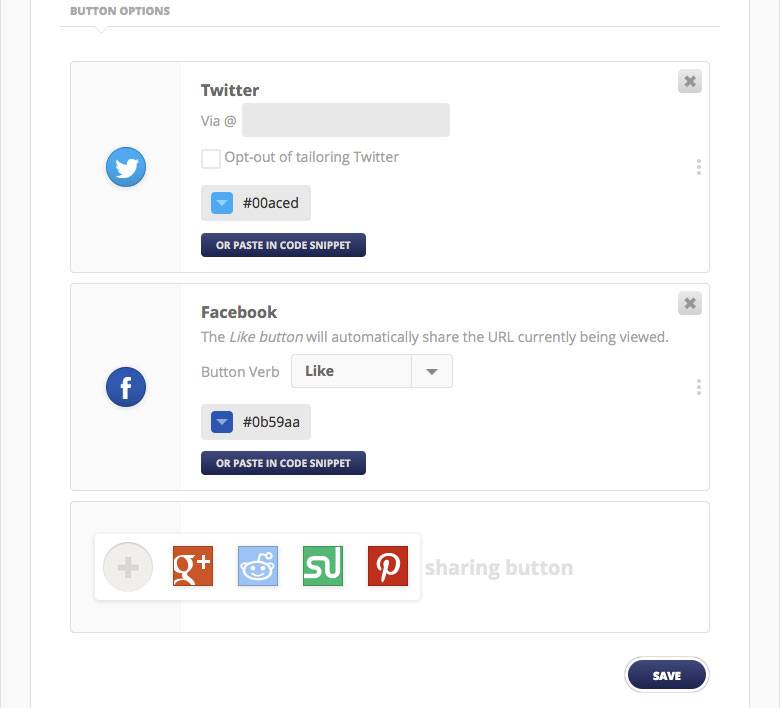 BUTTON OPTIONS
Twitter
Via @
Opt-out of tailoring Twitter
#00aced
OR PASTE IN CODE SNIPPET
Facebook
The Like button will automatically share the URL currently being viewed.
Button Verb Like
#0b59aa
OR PASTE IN CODE SNIPPET
g+ sharing button
SAVE